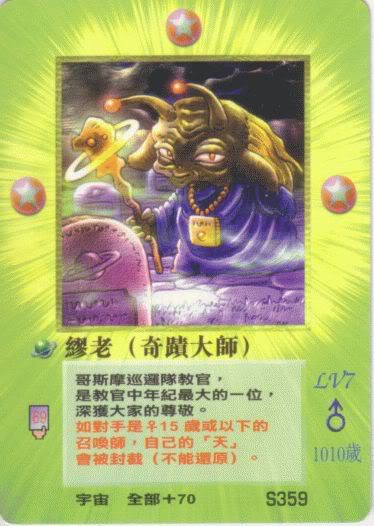 繆老（奇蹟大師）
哥斯摩巡邏隊教官，
是教官中年紀最大的一位，
深獲大家的尊敬。
如對手是♀15 歲或以下的
召喚師，自己的「天」
會被封截（不能還原）。
69
LV7
♂
1010歲
宇宙　全部＋70
S359